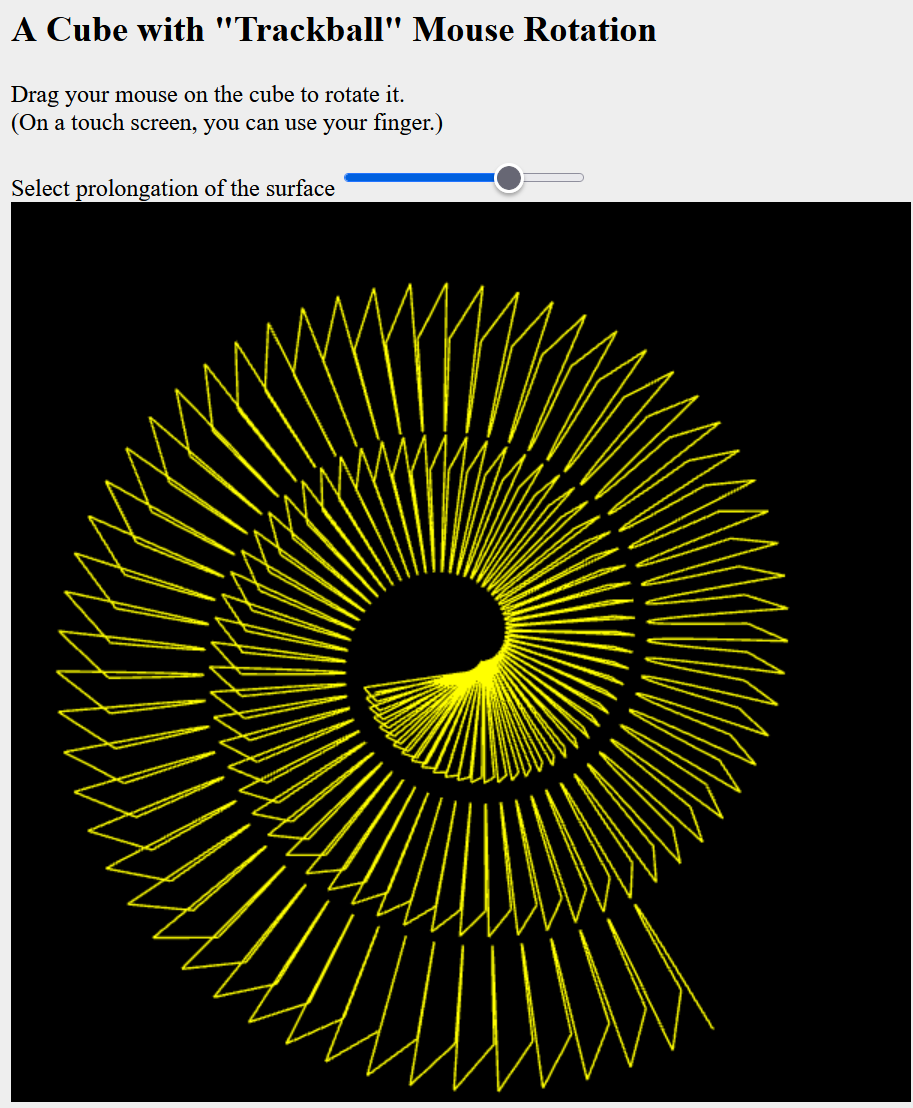 A Cube with "Trackball" Mouse Rotation
Drag your mouse on the cube to rotate it.
(On a touch screen, you can use your finger.)
Select prolongation of the surface